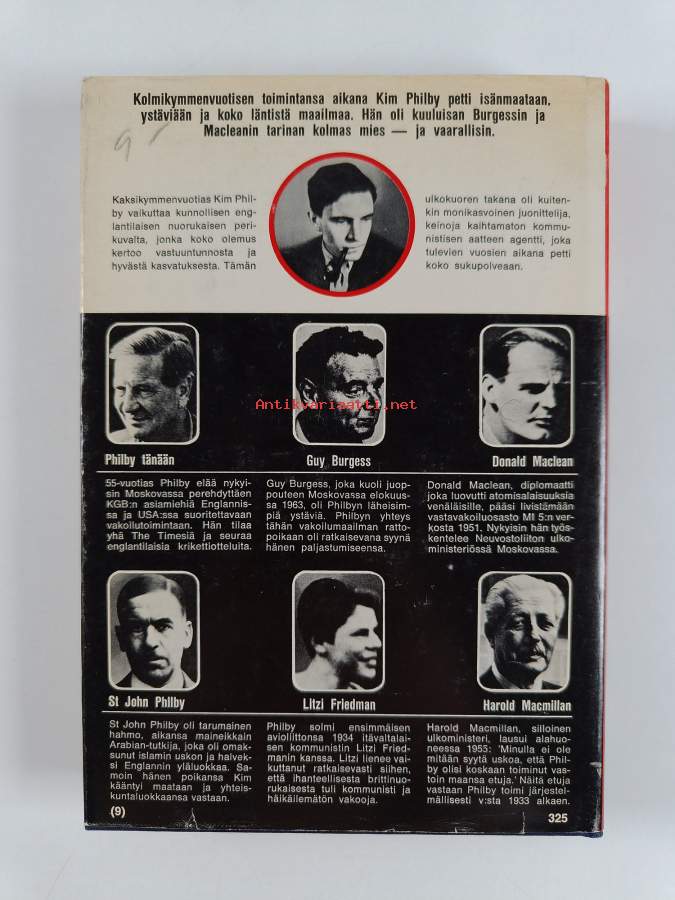 Kolmikymmenvuotisen toimintansa aikana Kim Philby petti isänmaataan,
ystäviään ja koko läntistä maailmaa. Hän oli kuuluisan Burgessin ja
Macleanin tarinan kolmas mies — ja vaarallisin.
9
Kaksikymmenvuotias Kim Phil-
by vaikuttaa kunnollisen eng-
lantilaisen nuorukaisen peri-
kuvalta, jonka koko olemus
kertoo vastuuntunnosta ja
hyvästä kasvatuksesta. Tämän
ulkokuoren takana oli kuiten-
kin monikasvoinen juonittelija,
keinoja kaihtamaton kommu-
nistisen aatteen agentti, joka
tulevien vuosien aikana petti
koko sukupolveaan.
Antikvariaatti.net
Philby tänään
55-vuotias Philby elää nykyi-
sin Moskovassa perehdyttäen
KGB:n asiamiehiä Englannis-
sa ja USA:ssa suoritettavaan
vakoilutoimintaan. Hän tilaa
yhä The Timesiä ja seuraa
englantilaisia krikettiotteluita.
Guy Burgess
Guy Burgess, joka kuoli juop-
pouteen Moskovassa elokuus-
sa 1963, oli Philbyn läheisim-
piä ystäviä. Philbyn yhteys
tähän vakoilumaailman ratto-
poikaan oli ratkaisevana syynä
hänen paljastumiseensa.
Donald Maclean
Donald Maclean, diplomaatti
joka luovutti atomisalaisuuksia
venäläisille, pääsi livistämään
vastavakoiluosasto MI 5:n ver-
kosta 1951. Nykyisin hän työs-
kentelee Neuvostoliiton ulko-
ministeriössä Moskovassa.
St John Philby
St John Philby oli tarumainen
hahmo, aikansa maineikkain
Arabian-tutkija, joka oli omak-
sunut islamin uskon ja halvek-
si Englannin yläluokkaa. Sa-
moin hänen poikansa Kim
kääntyi maataan ja yhteis-
kuntaluokkaansa vastaan.
Litzi Friedman
Philby solmi ensimmäisen
avioliittonsa 1934 itävaltalai-
sen kommunistin Litzi Fried-
manin kanssa. Litzi lienee vai-
kuttanut ratkaisevasti siihen,
että ihanteellisesta brittinuo-
rukaisesta tuli kommunisti ja
häikäilemätön vakooja.
Harold Macmillan
Harold Macmillan, silloinen
ulkoministeri, lausui alahuo-
neessa 1955: 'Minulla ei ole
mitään syytä uskoa, että Phil-
by olisi koskaan toiminut vas-
toin maansa etuja.' Näitä etuja
vastaan Philby toimi järjestel-
mällisesti v:sta 1933 alkaen.
(9)
325